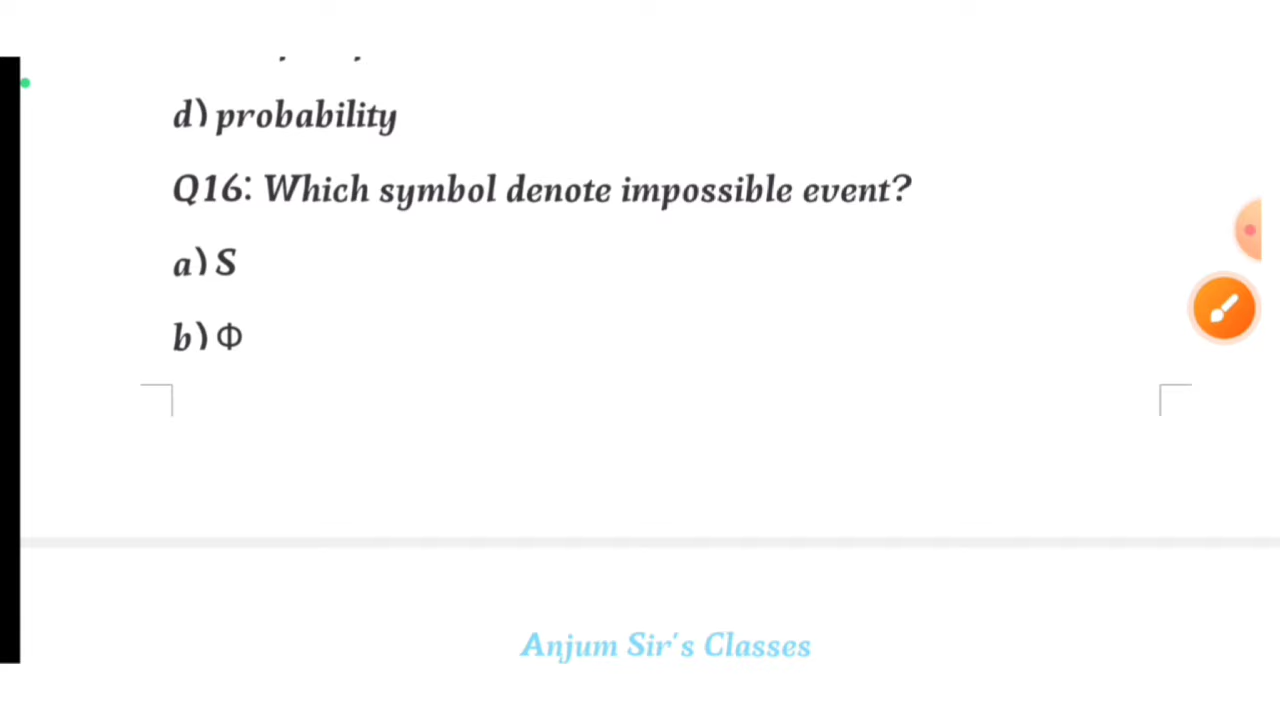 d) probability
Q16: Which symbol denote impossible event?
a) S
b) Φ
Anjum Sir's Classes